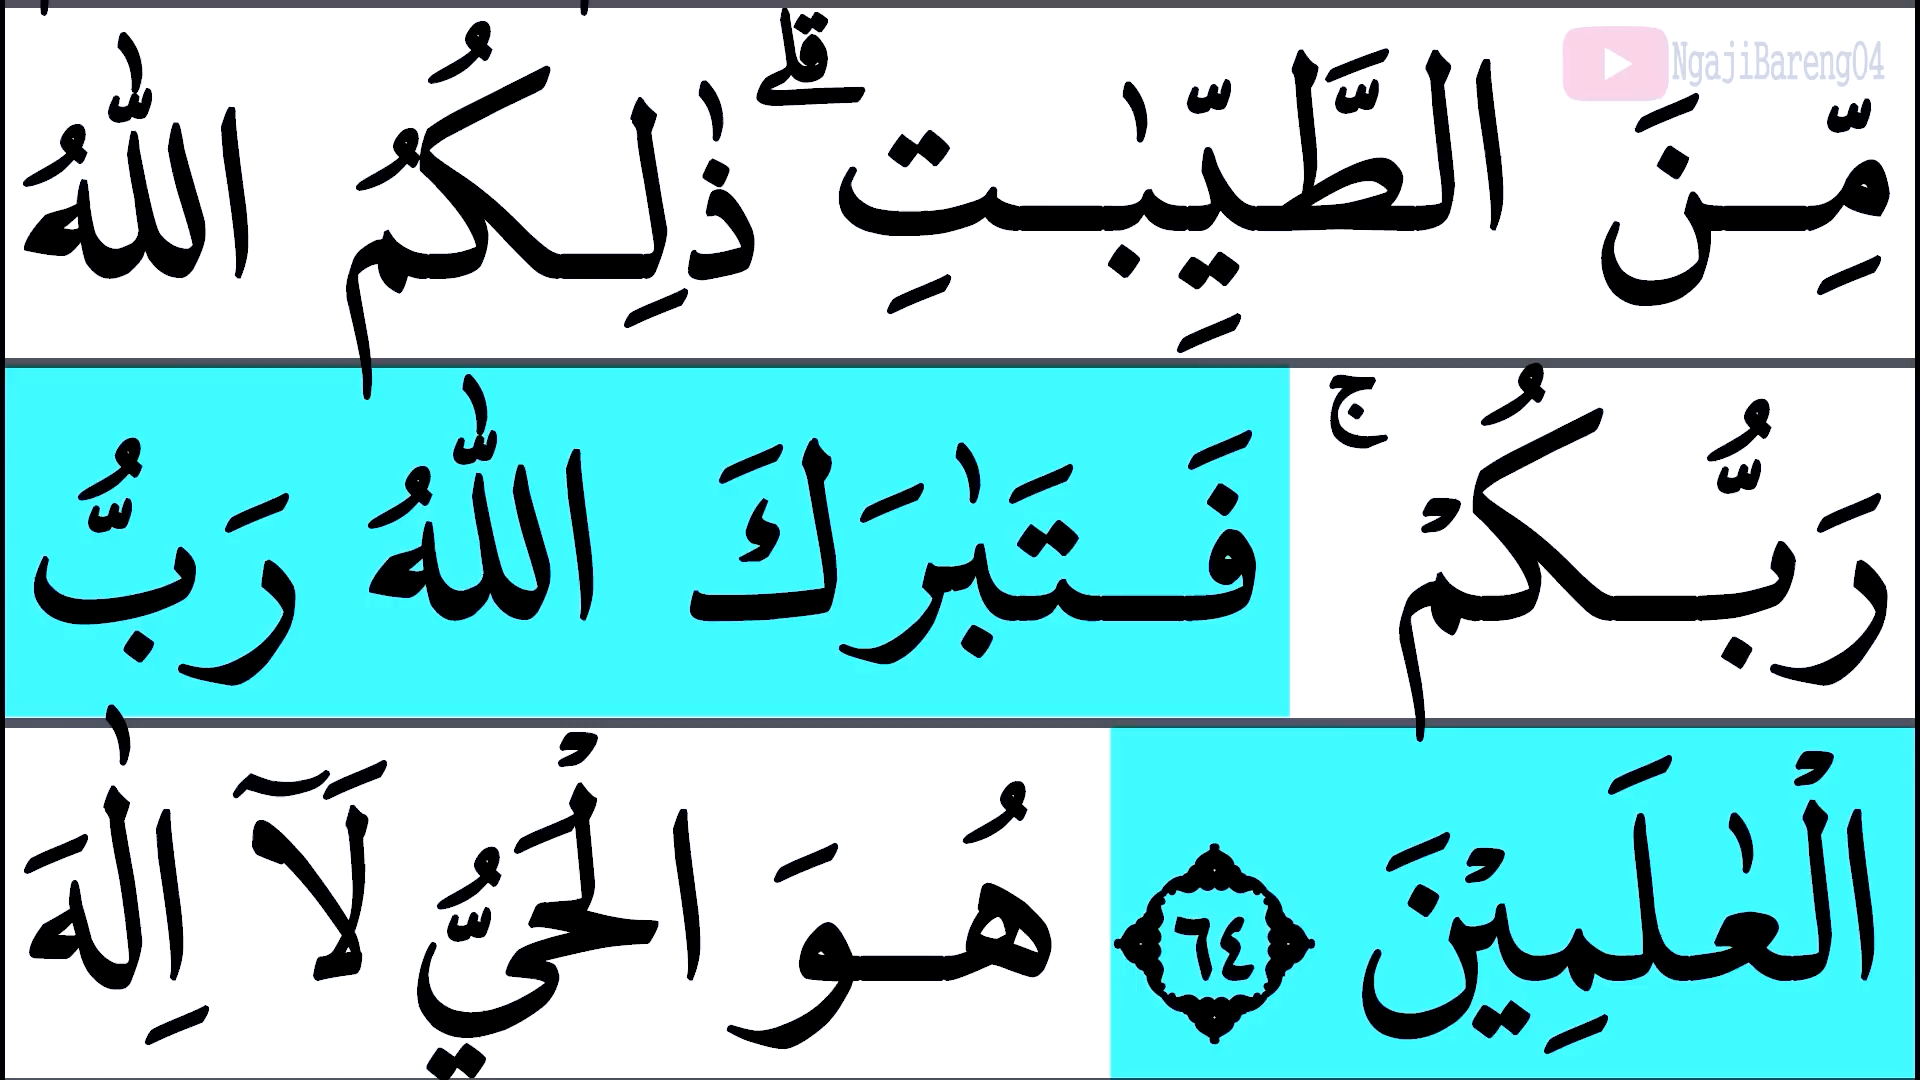 NgajiBareng04
مِّنَ الطَّيِّبٰتِ ۗ ذٰلِكُمُ اللّٰهُ
رَبُّكُمْ ۚ فَتَبٰرَكَ اللّٰهُ رَبُّ
الْعٰلَمِيْنَ ٦٤ هُوَ الْحَيُّ لَآ اِلٰهَ